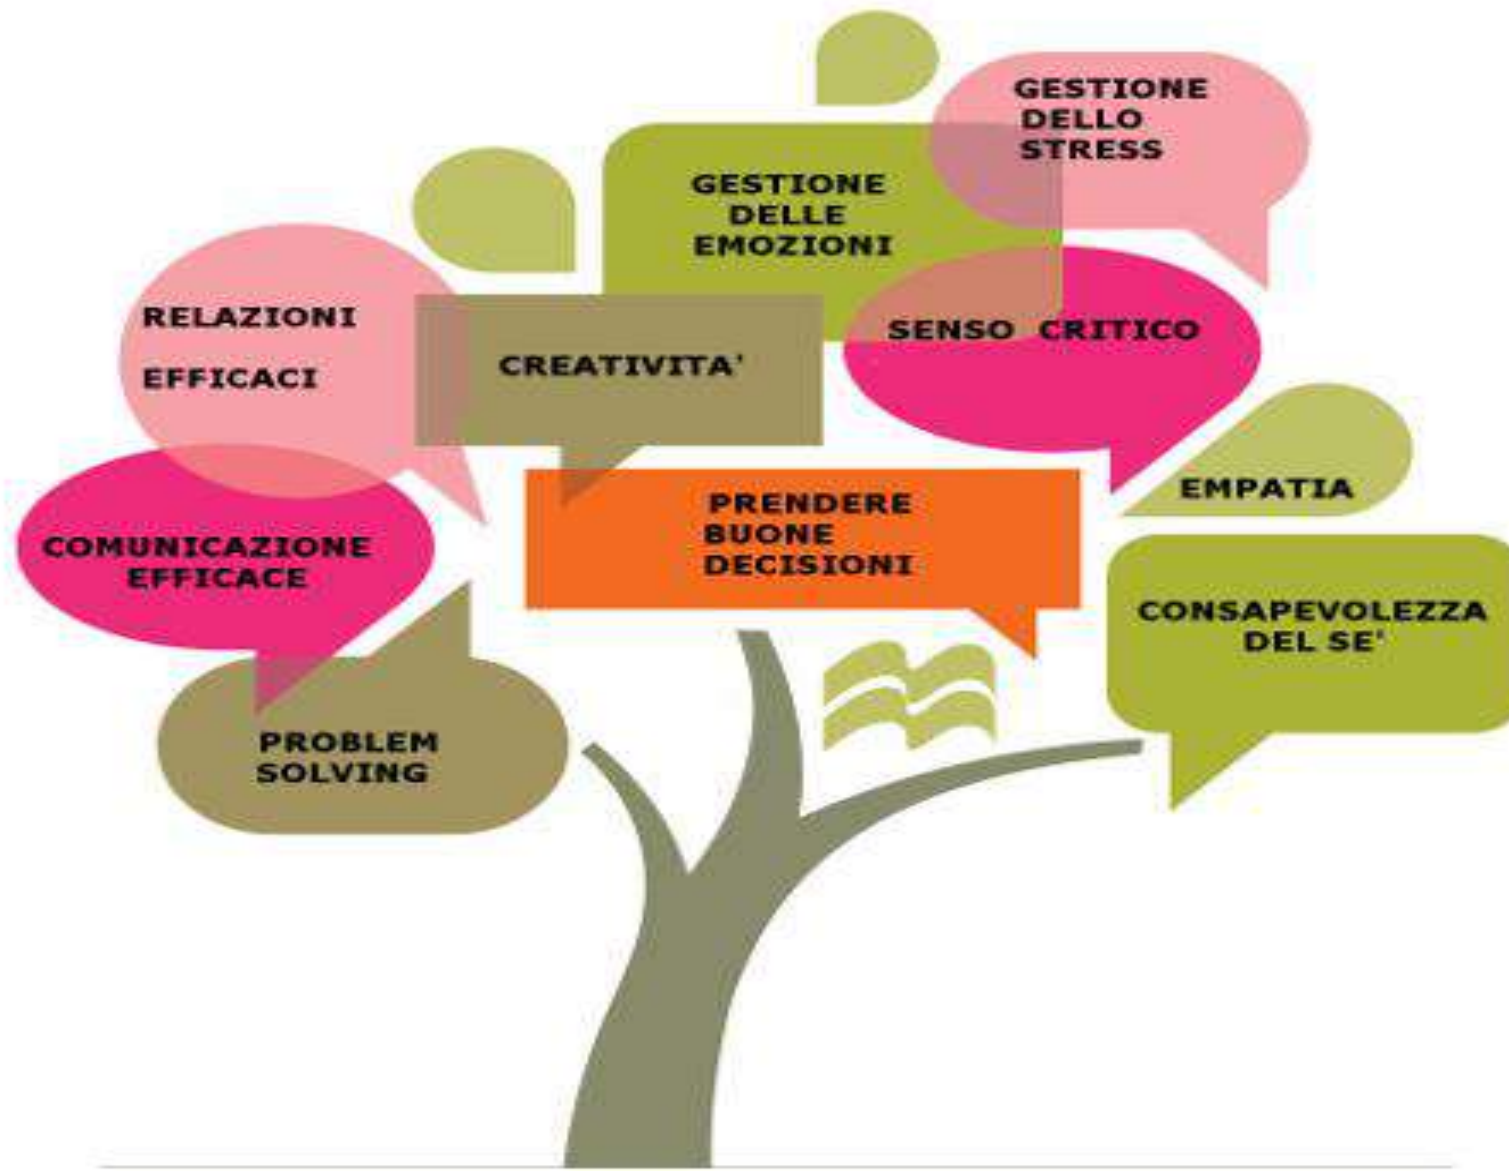 GESTIONE
DELLO
STRESS
GESTIONE
DELLE
EMOZIONI
RELAZIONI
EFFICACI
CREATIVITA'
SENSO CRITICO
EMPATIA
PRENDERE
BUONE
DECISIONI
COMUNICAZIONE
EFFICACE
CONSAPEVOLEZZA
DEL SE'
PROBLEM
SOLVING